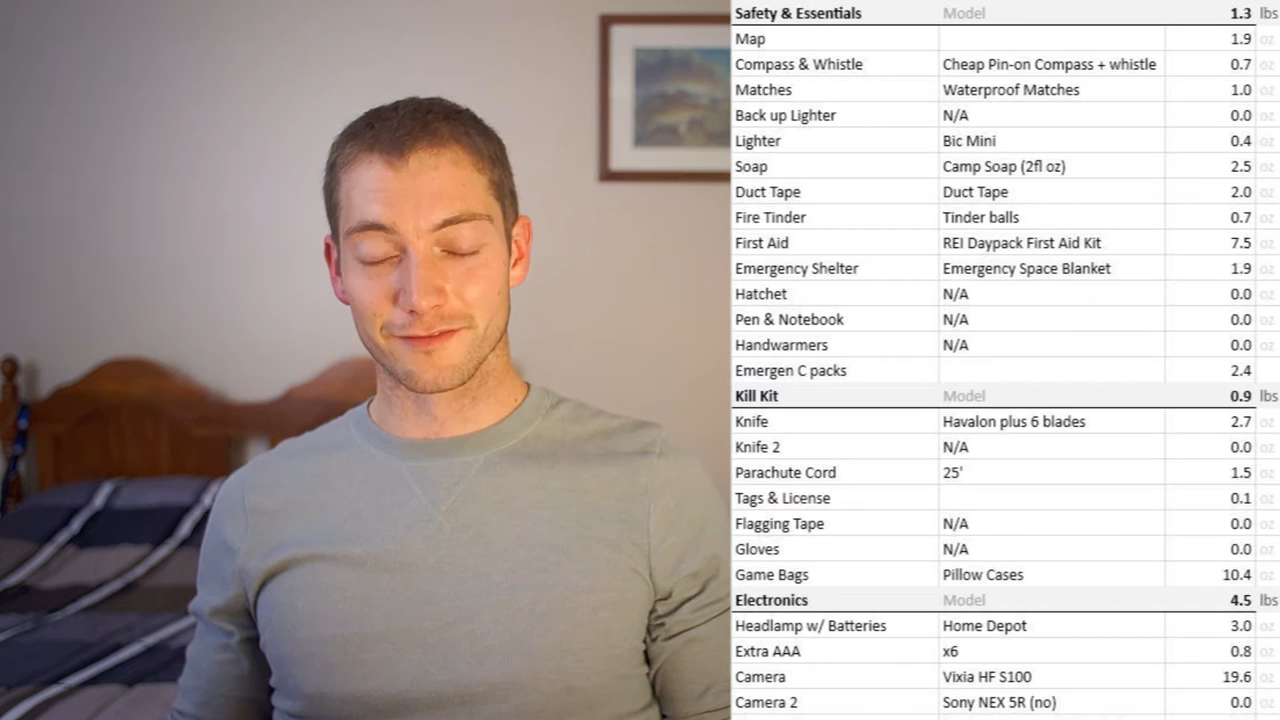 Safety & Essentials Model 1.3 lbs
Map 1.9 oz
Compass & Whistle Cheap Pin-on Compass + whistle 0.7 oz
Matches Waterproof Matches 1.0 oz
Back up Lighter N/A 0.0 oz
Lighter Bic Mini 0.4 oz
Soap Camp Soap (2fl oz) 2.5 oz
Duct Tape Duct Tape 2.0 oz
Fire Tinder Tinder balls 0.7 oz
First Aid REI Daypack First Aid Kit 7.5 oz
Emergency Shelter Emergency Space Blanket 1.9 oz
Hatchet N/A 0.0 oz
Pen & Notebook N/A 0.0 oz
Handwarmers N/A 0.0 oz
Emergen C packs 2.4 oz
Kill Kit Model 0.9 lbs
Knife Havalon plus 6 blades 2.7 oz
Knife 2 N/A 0.0 oz
Parachute Cord 25' 1.5 oz
Tags & License 0.1 oz
Flagging Tape N/A 0.0 oz
Gloves N/A 0.0 oz
Game Bags Pillow Cases 10.4 oz
Electronics Model 4.5 lbs
Headlamp w/ Batteries Home Depot 3.0 oz
Extra AAA x6 0.8 oz
Camera Vixia HF S100 19.6 oz
Camera 2 Sony NEX 5R (no) 0.0 oz